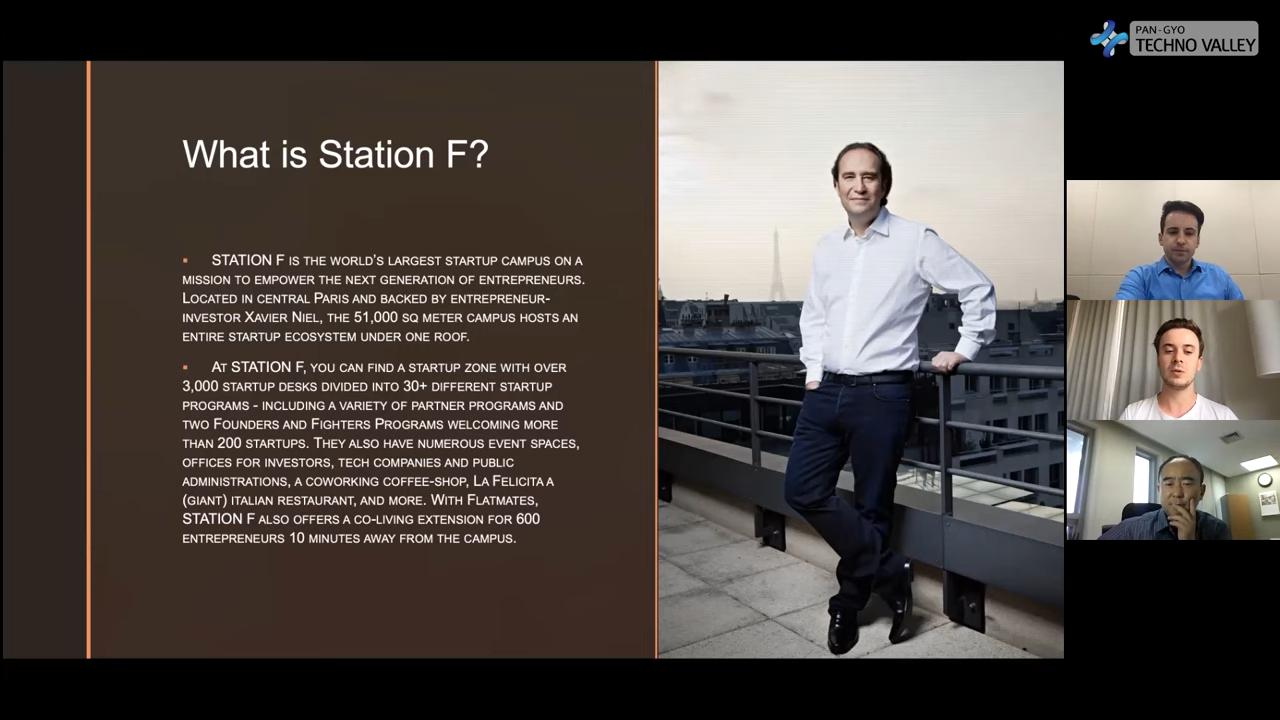 PAN-GYO
TECHNO VALLEY
What is Station F?
▪ STATION F IS THE WORLD'S LARGEST STARTUP CAMPUS ON A
MISSION TO EMPOWER THE NEXT GENERATION OF ENTREPRENEURS.
LOCATED IN CENTRAL PARIS AND BACKED BY ENTREPRENEUR-
INVESTOR XAVIER NIEL, THE 51,000 SQ METER CAMPUS HOSTS AN
ENTIRE STARTUP ECOSYSTEM UNDER ONE ROOF.
▪ AT STATION F, YOU CAN FIND A STARTUP ZONE WITH OVER
3,000 STARTUP DESKS DIVIDED INTO 30+ DIFFERENT STARTUP
PROGRAMS - INCLUDING A VARIETY OF PARTNER PROGRAMS AND
TWO FOUNDERS AND FIGHTERS PROGRAMS WELCOMING MORE
THAN 200 STARTUPS. THEY ALSO HAVE NUMEROUS EVENT SPACES,
OFFICES FOR INVESTORS, TECH COMPANIES AND PUBLIC
ADMINISTRATIONS, A COWORKING COFFEE-SHOP, LA FELICITA A
(GIANT) ITALIAN RESTAURANT, AND MORE. WITH FLATMATES,
STATION F ALSO OFFERS A CO-LIVING EXTENSION FOR 600
ENTREPRENEURS 10 MINUTES AWAY FROM THE CAMPUS.